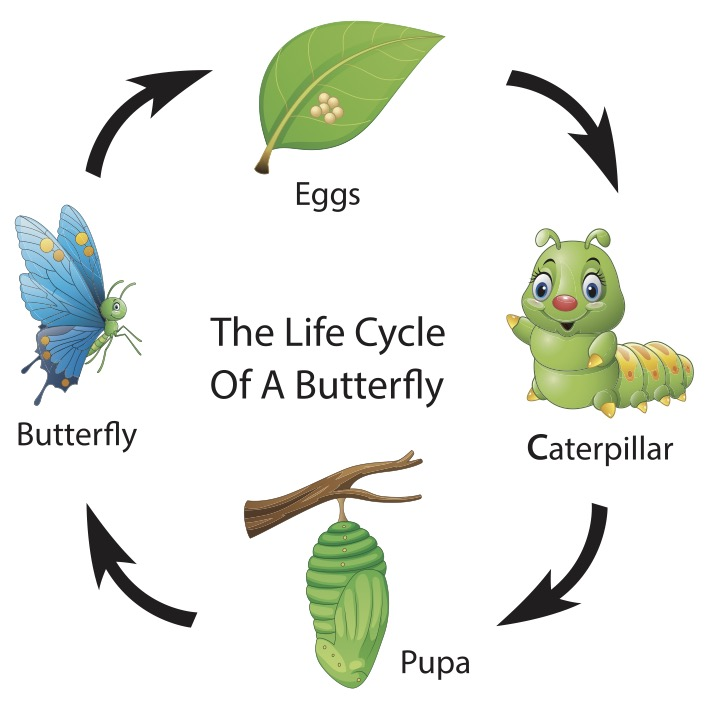 Eggs
The Life Cycle
Of A Butterfly
Butterfly
Caterpillar
Pupa